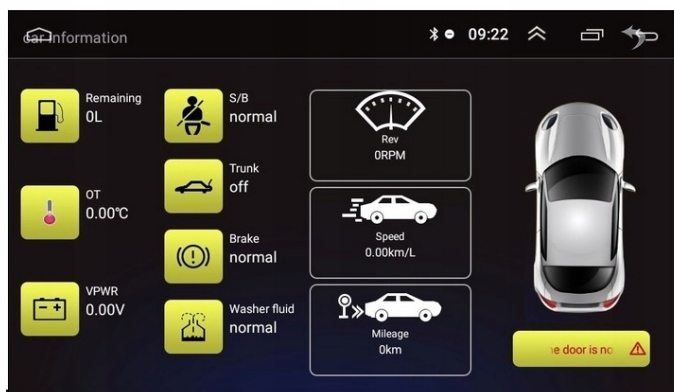 car Information
09:22
Remaining
0L
OT
0.00℃
VPWR
0.00V
S/B
normal
Trunk
off
Brake
normal
Washer fluid
normal
Rev
0RPM
Speed
0.00km/L
Mileage
0km
door is no